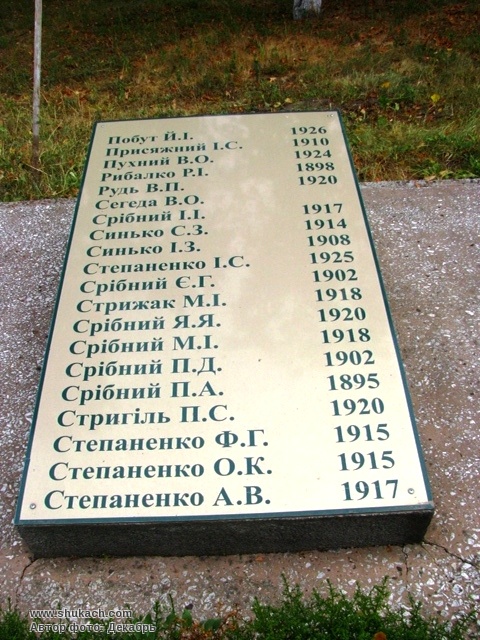 Побут Й.І. 1926
Присяжний І.С. 1910
Пухний В.О. 1924
Рибалко Р.І. 1898
Рудь В.П. 1920
Сегеда В.О.
Срібний І.І. 1917
Синько С.З. 1914
Синько І.З. 1908
Степаненко І.С. 1925
Срібний Є.Г. 1902
Стрижак М.І. 1918
Срібний Я.Я. 1920
Срібний М.І. 1918
Срібний П.Д. 1902
Срібний П.А. 1895
Стригіль П.С. 1920
Степаненко Ф.Г. 1915
Степаненко О.К. 1915
Степаненко А.В. 1917
www.shukach.com
Автор фото: Декабрь